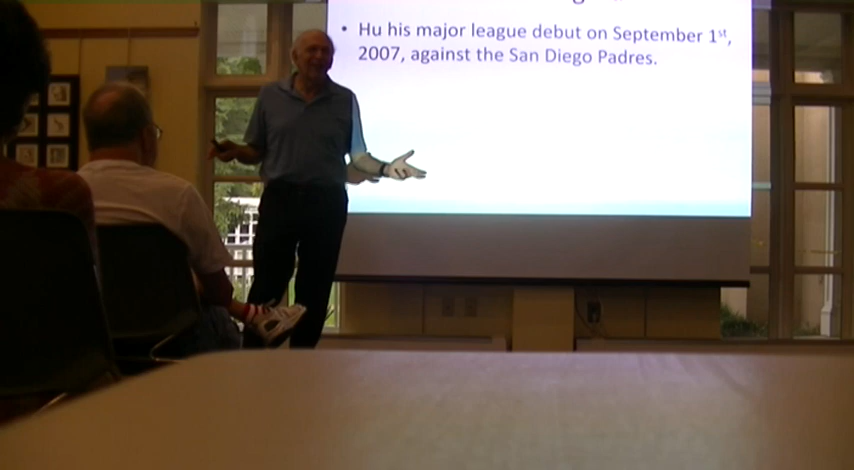 • Hu his major league debut on September 1st,
2007, against the San Diego Padres.